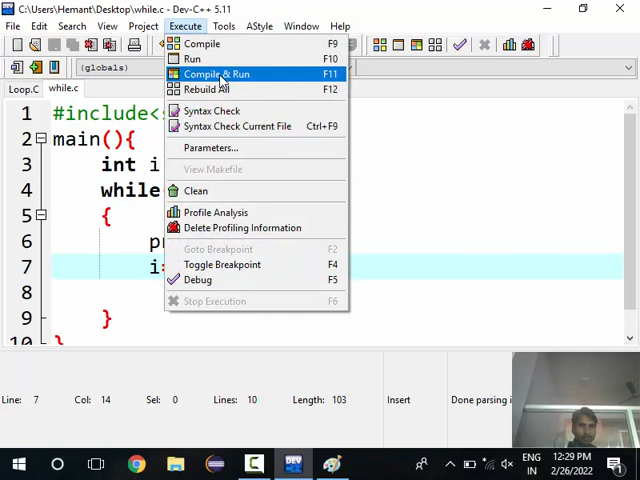 C:\Users\Hemant\Desktop\while.c - Dev-C++ 5.11
File Edit Search View Project Execute Tools AStyle Window Help
(globals)
Loop.C while.c
Compile F9
Run F10
Compile & Run F11
Rebuild All F12
Syntax Check
Syntax Check Current File Ctrl+F9
Parameters...
View Makefile
Clean
Profile Analysis
Delete Profiling Information
Goto Breakpoint F2
Toggle Breakpoint F4
Debug F5
Stop Execution F6
1 #include<s
2 main(){
3 int i
4 while
5 {
6 pr
7 i=
8
9 }
10 }
Line: 7 Col: 14 Sel: 0 Lines: 10 Length: 103 Insert Done parsing i
DEV
ENG
IN
12:29 PM
2/26/2022
1